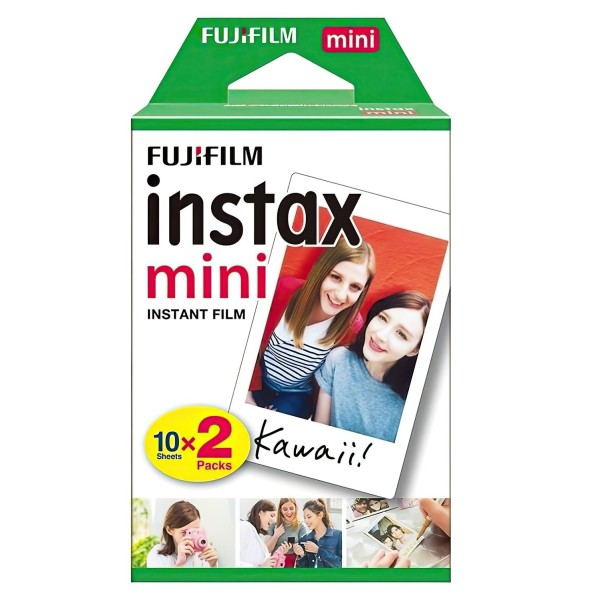 FUJIFILM mini
instax
mini
FUJIFILM
instax
mini
INSTANT FILM
10×2
Sheets Packs
Kawaii!